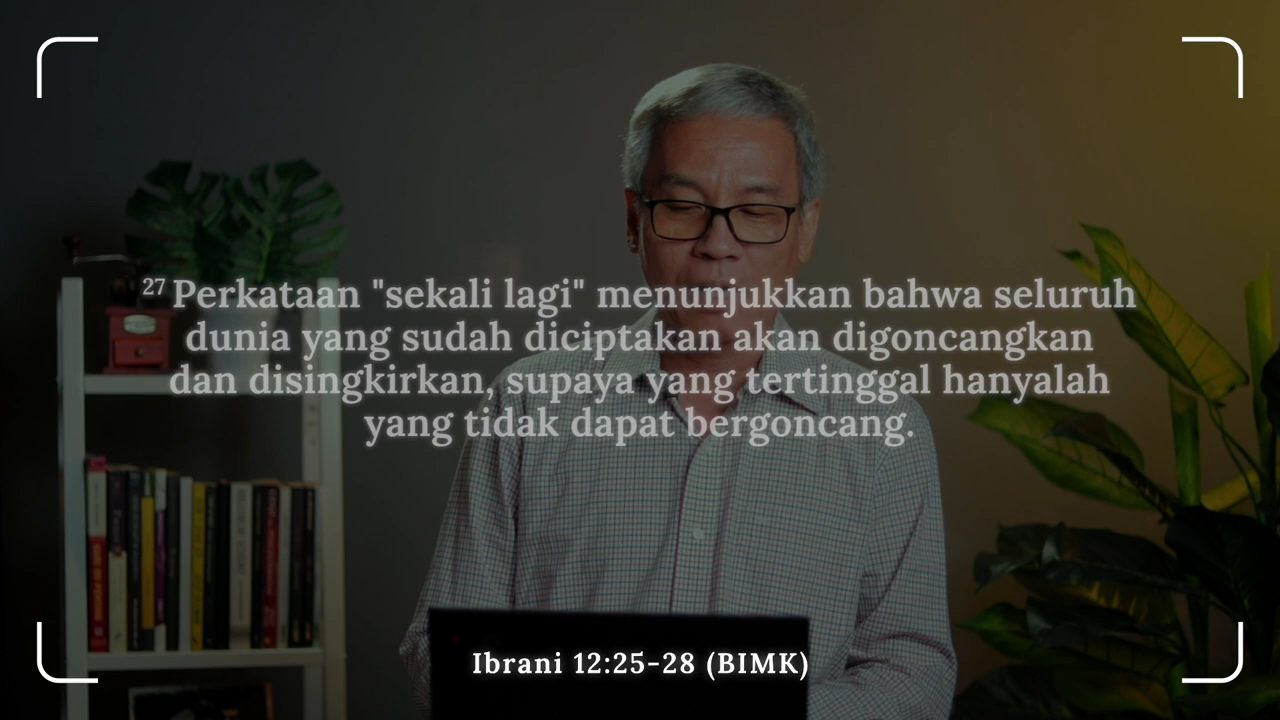 27 Perkataan "sekali lagi" menunjukkan bahwa seluruh
dunia yang sudah diciptakan akan digoncangkan
dan disingkirkan, supaya yang tertinggal hanyalah
yang tidak dapat bergoncang.
Ibrani 12:25-28 (BIMK)